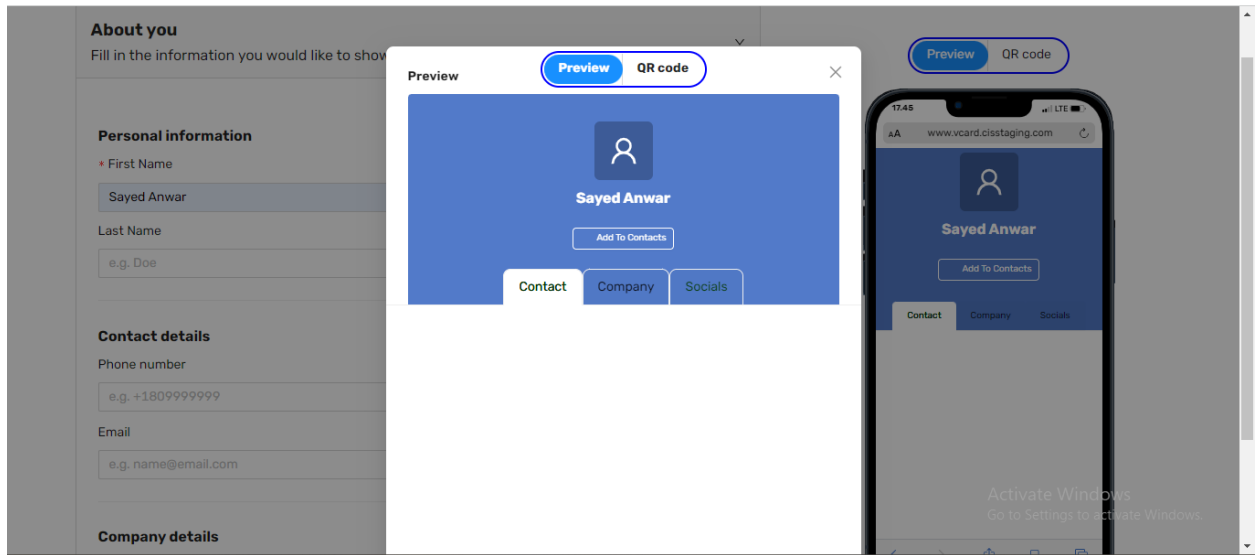 About you
Fill in the information you would like to show
Personal information
* First Name
Sayed Anwar
Last Name
e.g. Doe
Contact details
Phone number
e.g. +1809999999
Email
e.g. name@email.com
Company details
Preview
Preview QR code
Sayed Anwar
Add To Contacts
Contact Company Socials
Preview QR code
17.45 LTE
AA www.vcard.cisstaging.com
Sayed Anwar
Add To Contacts
Contact Company Socials
Activate Windows
Go to Settings to activate Windows.